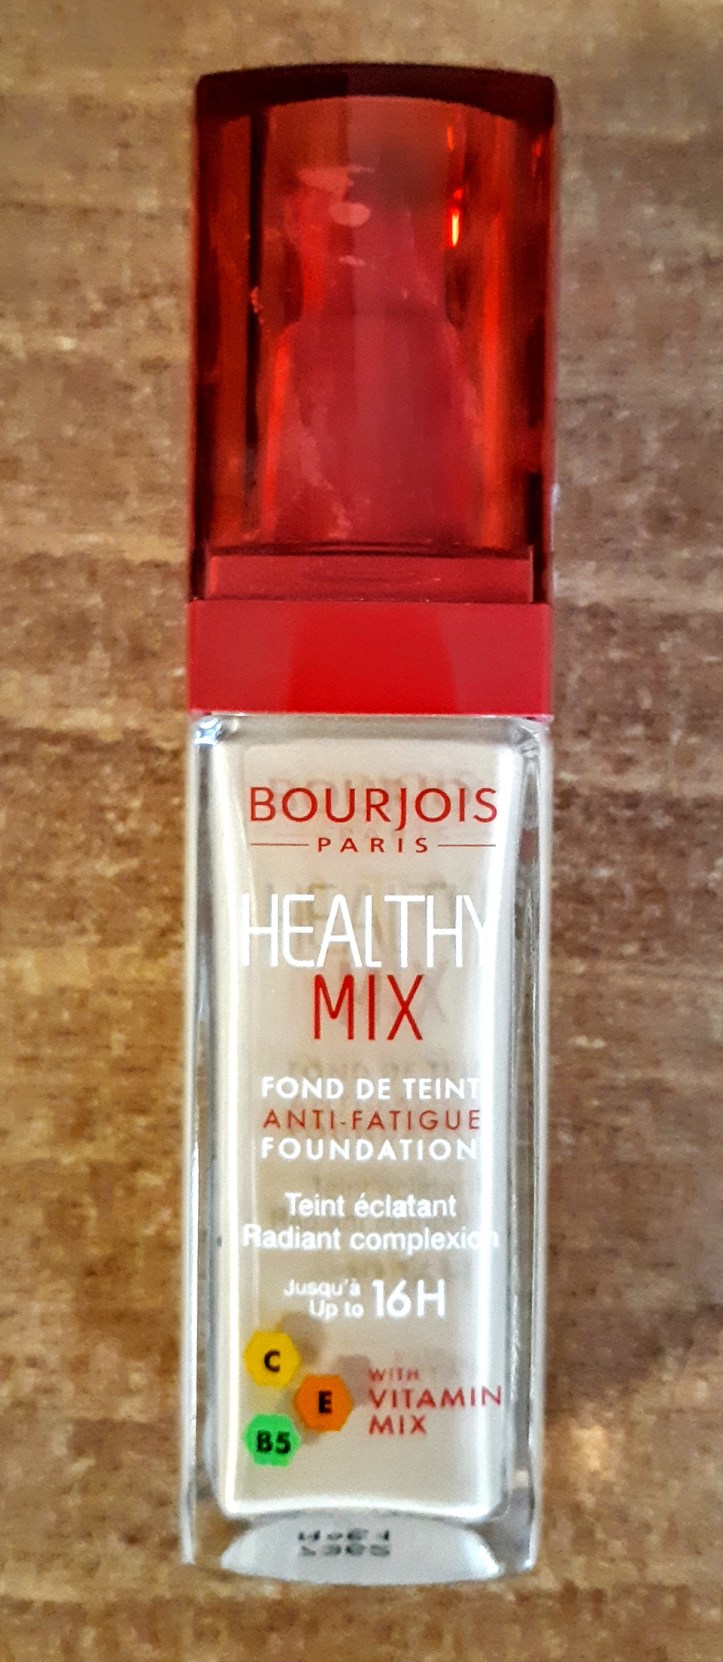 BOURJOIS
PARIS
HEALTHY
MIX
FOND DE TEINT
ANTI-FATIGUE
FOUNDATION
Teint éclatant
Radiant complexion
Jusqu'à
Up to 16H
C
E
B5
WITH
VITAMIN
MIX